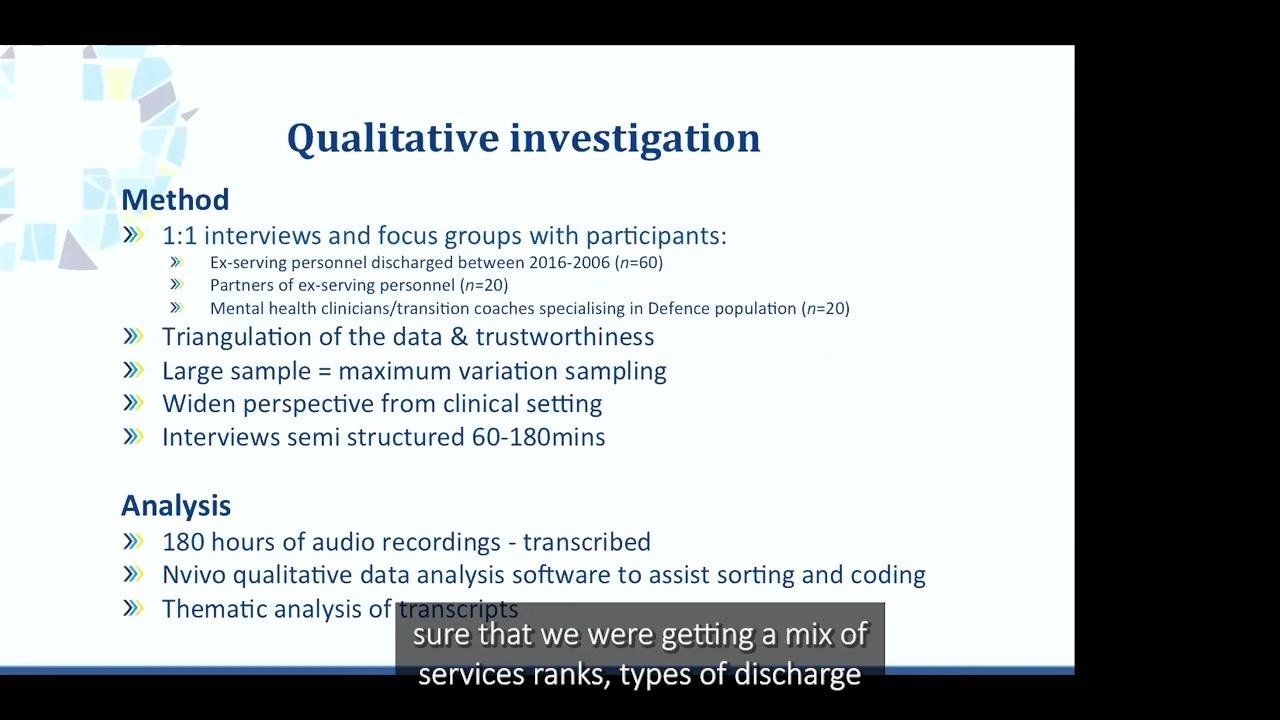 Qualitative investigation
Method
1:1 interviews and focus groups with participants:
Ex-serving personnel discharged between 2016-2006 (n=60)
Partners of ex-serving personnel (n=20)
Mental health clinicians/transition coaches specialising in Defence population (n=20)
Triangulation of the data & trustworthiness
Large sample = maximum variation sampling
Widen perspective from clinical setting
Interviews semi structured 60-180mins
Analysis
180 hours of audio recordings - transcribed
Nvivo qualitative data analysis software to assist sorting and coding
Thematic analysis of transcripts
sure that we were getting a mix of
services ranks, types of discharge